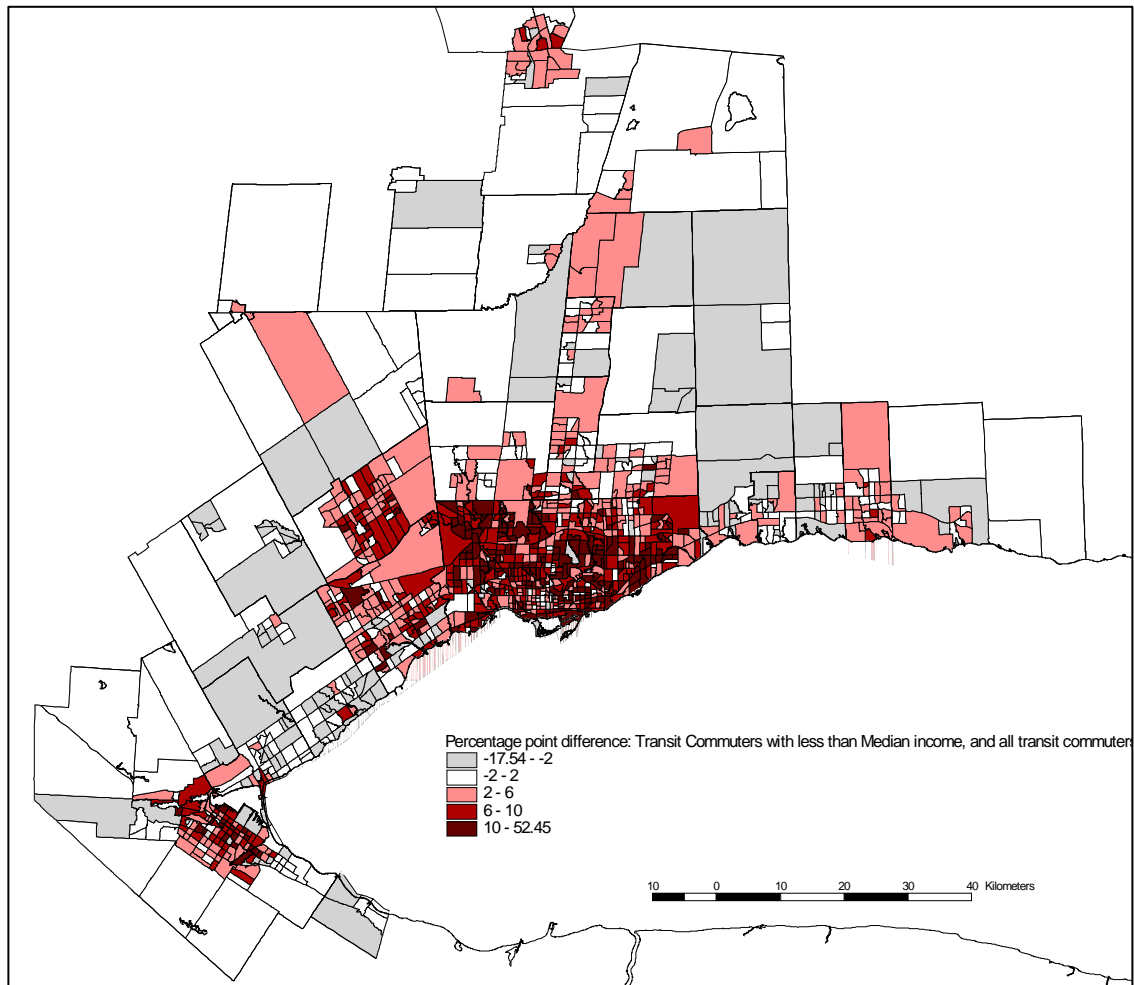 Percentage point difference: Transit Commuters with less than Median income, and all transit commuters
-17.54 - -2
-2 - 2
2 - 6
6 - 10
10 - 52.45
10 0 10 20 30 40 Kilometers